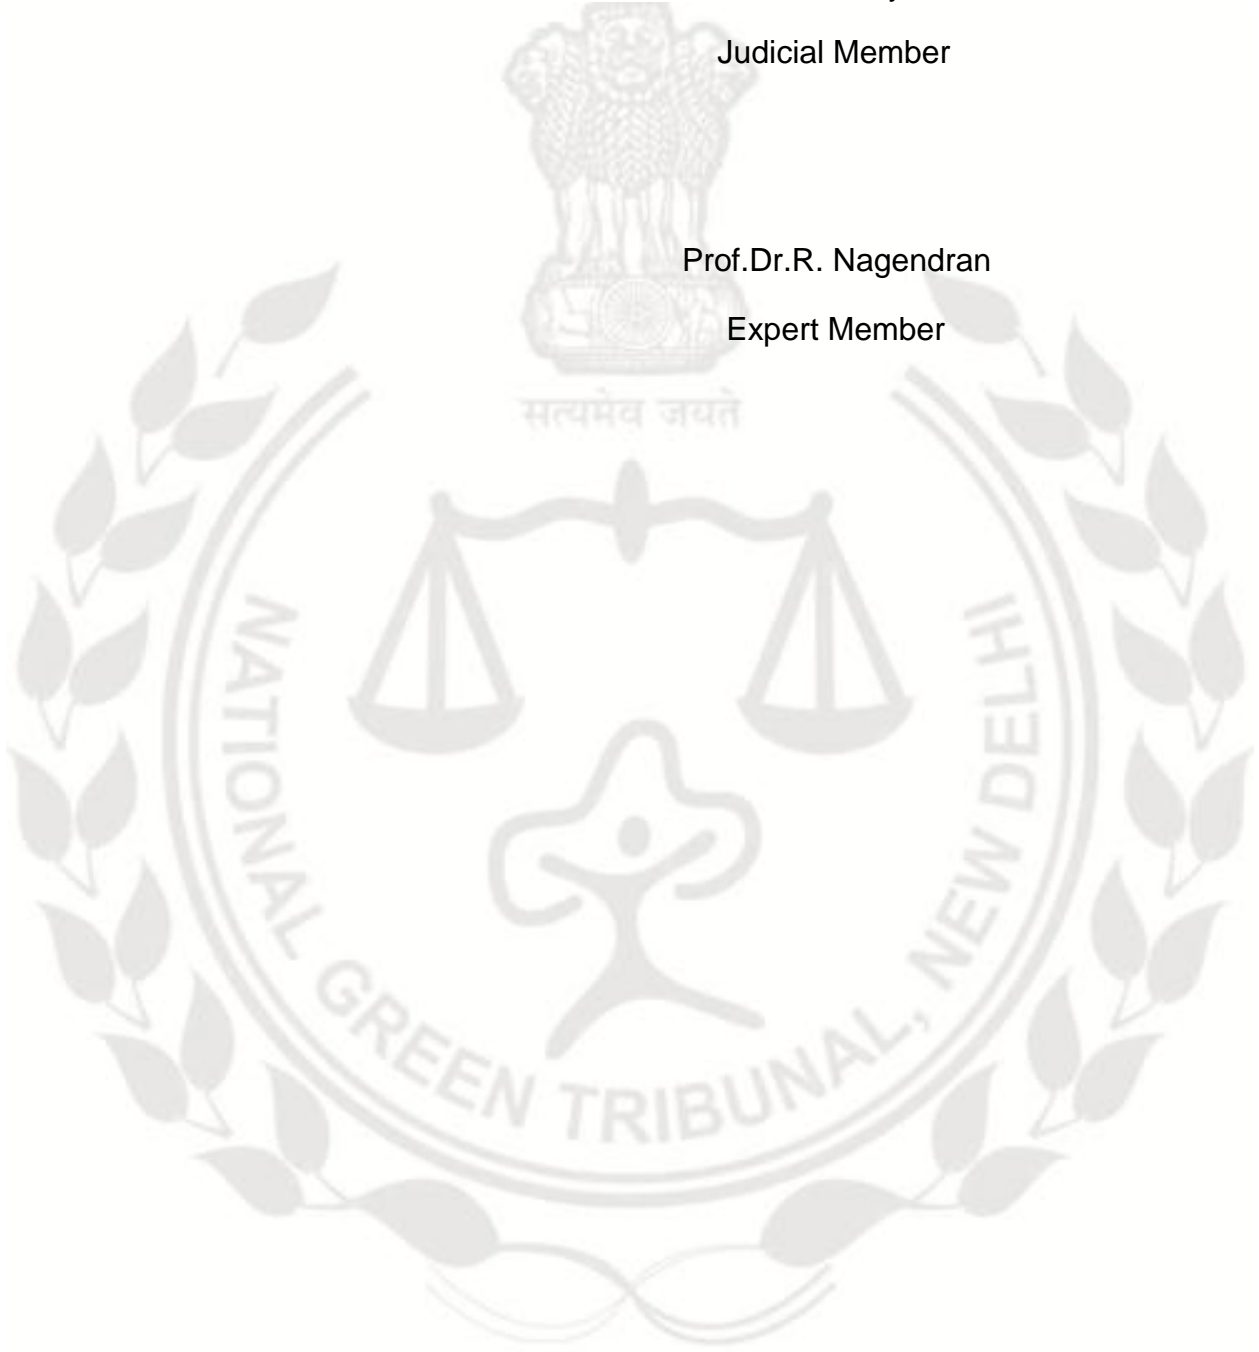 Judicial Member
Prof.Dr.R. Nagendran
Expert Member
सत्यमेव जयते
NATIONAL GREEN TRIBUNAL, NEW DELHI